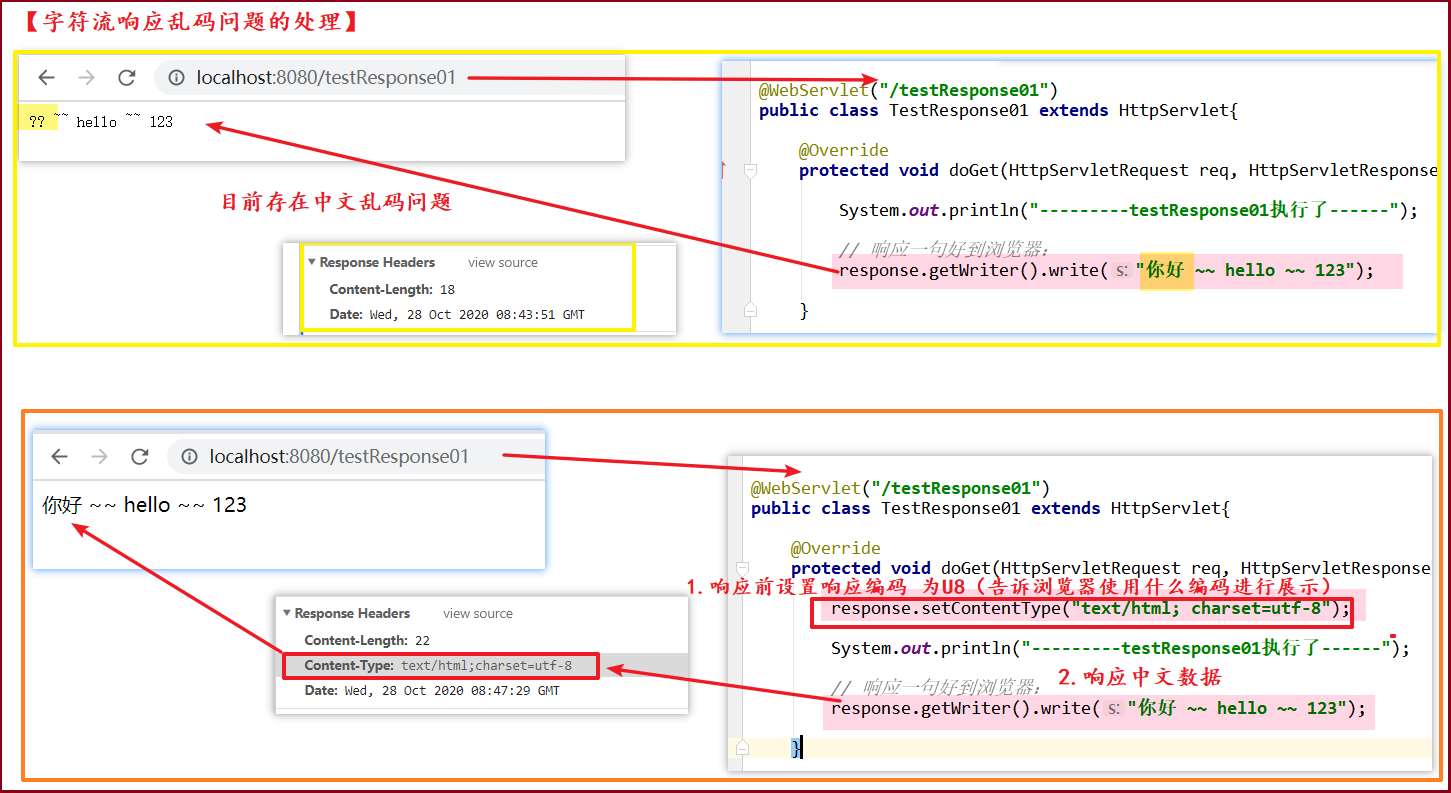 【字符流响应乱码问题的处理】
localhost:8080/testResponse01
?? ~~ hello ~~ 123
目前存在中文乱码问题
Response Headers view source
Content-Length: 18
Date: Wed, 28 Oct 2020 08:43:51 GMT
@WebServlet("/testResponse01")
public class TestResponse01 extends HttpServlet{
@Override
protected void doGet(HttpServletRequest req, HttpServletResponse
System.out.println("---------testResponse01执行了------");
// 响应一句好到浏览器：
response.getWriter().write( s: "你好 ~~ hello ~~ 123");
}
localhost:8080/testResponse01
你好 ~~ hello ~~ 123
Response Headers view source
Content-Length: 22
Content-Type: text/html;charset=utf-8
Date: Wed, 28 Oct 2020 08:47:29 GMT
@WebServlet("/testResponse01")
public class TestResponse01 extends HttpServlet{
@Override
protected void doGet(HttpServletRequest req, HttpServletResponse
1.响应前设置响应编码 为U8（告诉浏览器使用什么编码进行展示）
response.setContentType("text/html; charset=utf-8");
System.out.println("---------testResponse01执行了------");
2.响应中文数据
// 响应一句好到浏览器：
response.getWriter().write( s: "你好 ~~ hello ~~ 123");
}